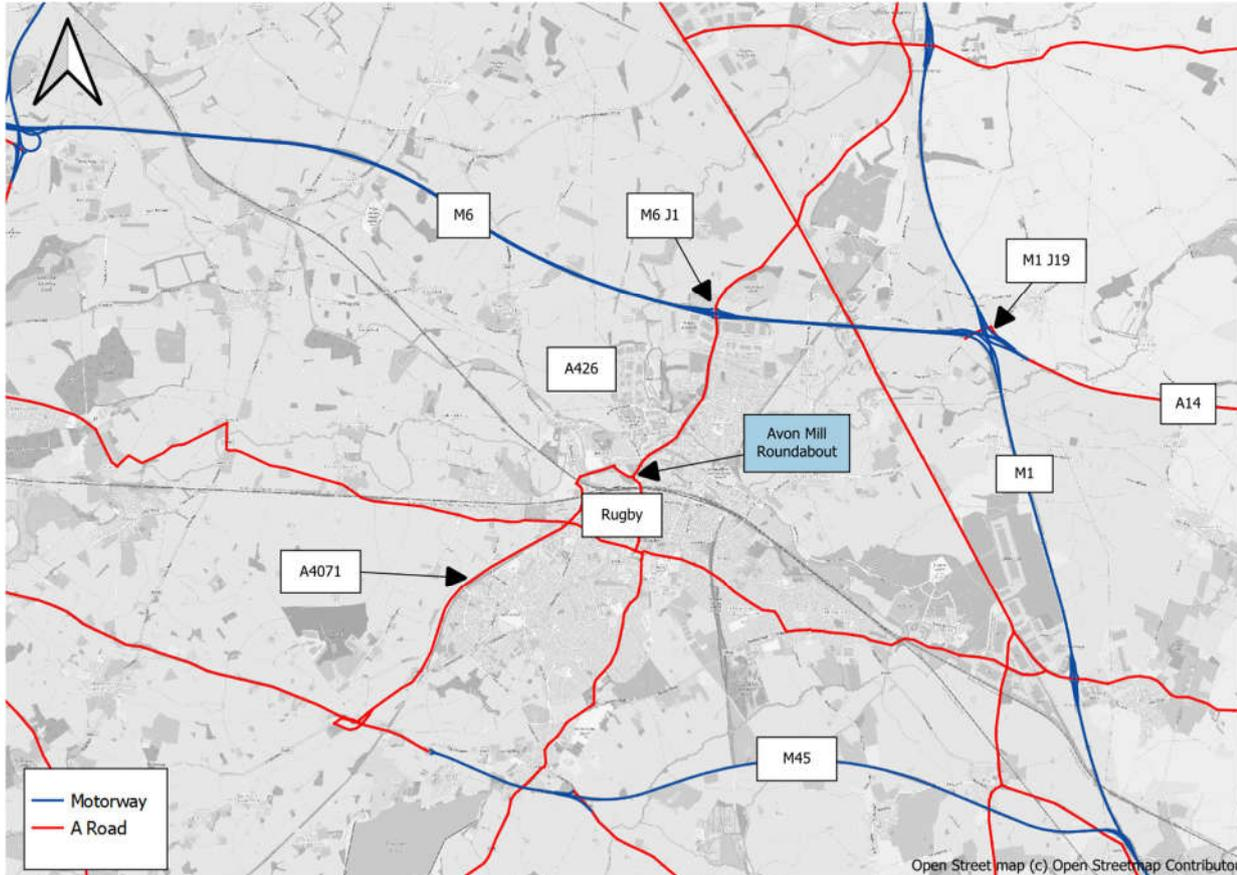 M6
M6 J1
M1 J19
A426
A14
Avon Mill
Roundabout
M1
Rugby
A4071
M45
Motorway
A Road
Open Street map (c) Open Streetmap Contributor